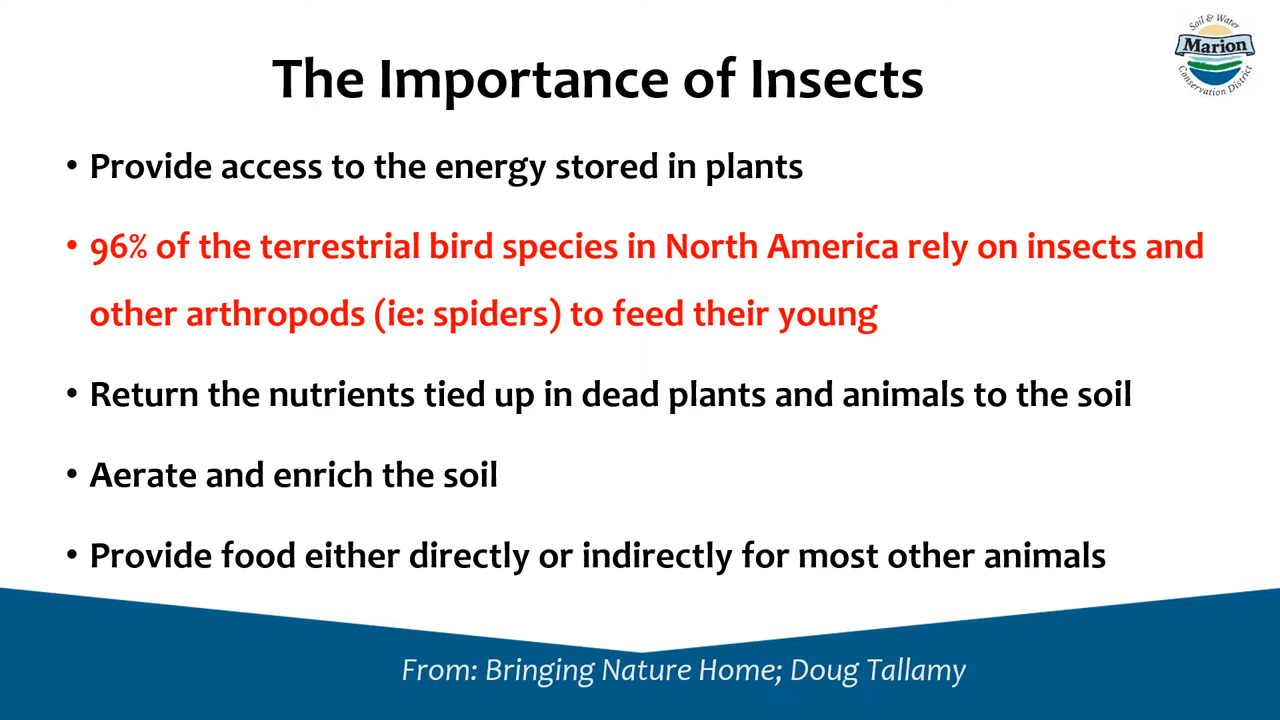 Soil & Water
Marion
Conservation District
The Importance of Insects
• Provide access to the energy stored in plants
• 96% of the terrestrial bird species in North America rely on insects and
other arthropods (ie: spiders) to feed their young
• Return the nutrients tied up in dead plants and animals to the soil
• Aerate and enrich the soil
• Provide food either directly or indirectly for most other animals
From: Bringing Nature Home; Doug Tallamy